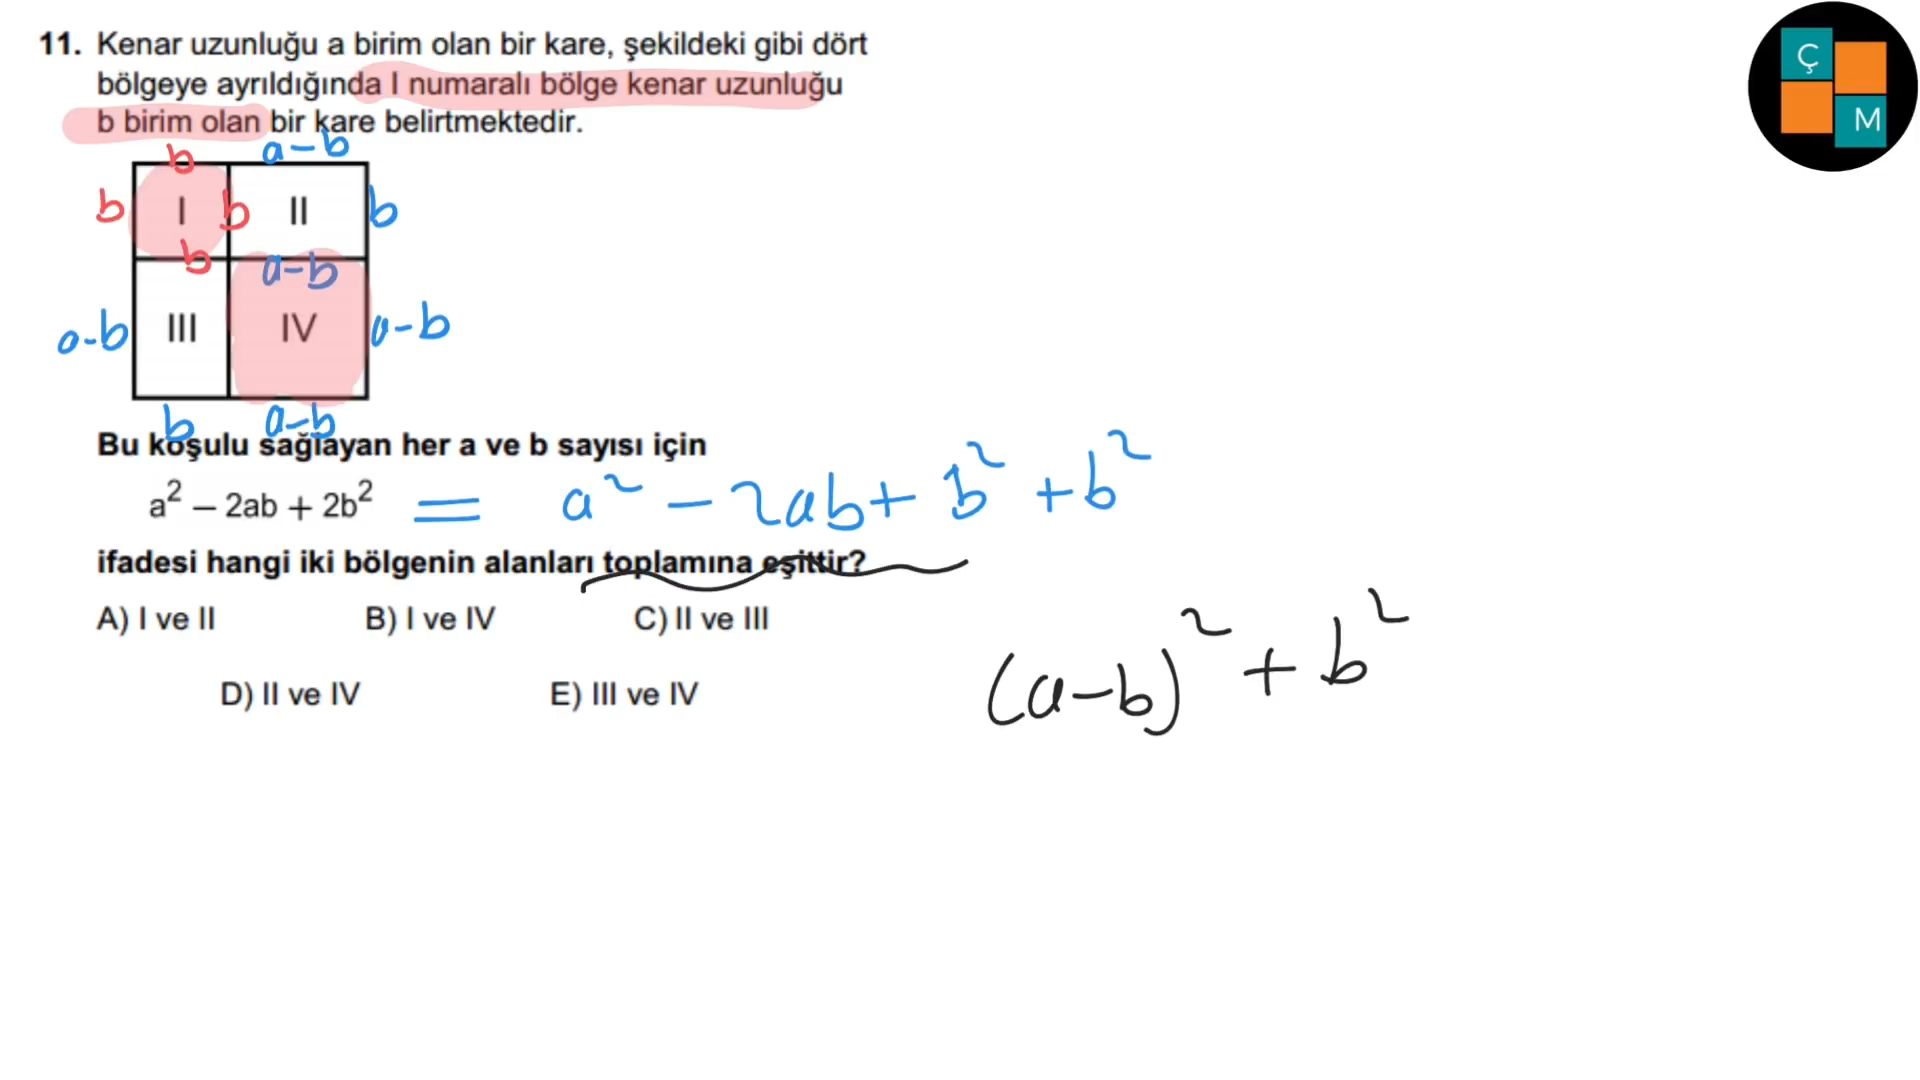 11. Kenar uzunluğu a birim olan bir kare, şekildeki gibi dört
bölgeye ayrıldığında I numaralı bölge kenar uzunluğu
b birim olan bir kare belirtmektedir.
b a-b
b I b II b
b a-b
a-b III IV a-b
b a-b
Bu koşulu sağlayan her a ve b sayısı için
a² – 2ab + 2b² = a² - 2ab + b² + b²
ifadesi hangi iki bölgenin alanları toplamına eşittir?
A) I ve II B) I ve IV C) II ve III
D) II ve IV E) III ve IV
(a-b)² + b²
Ç
M